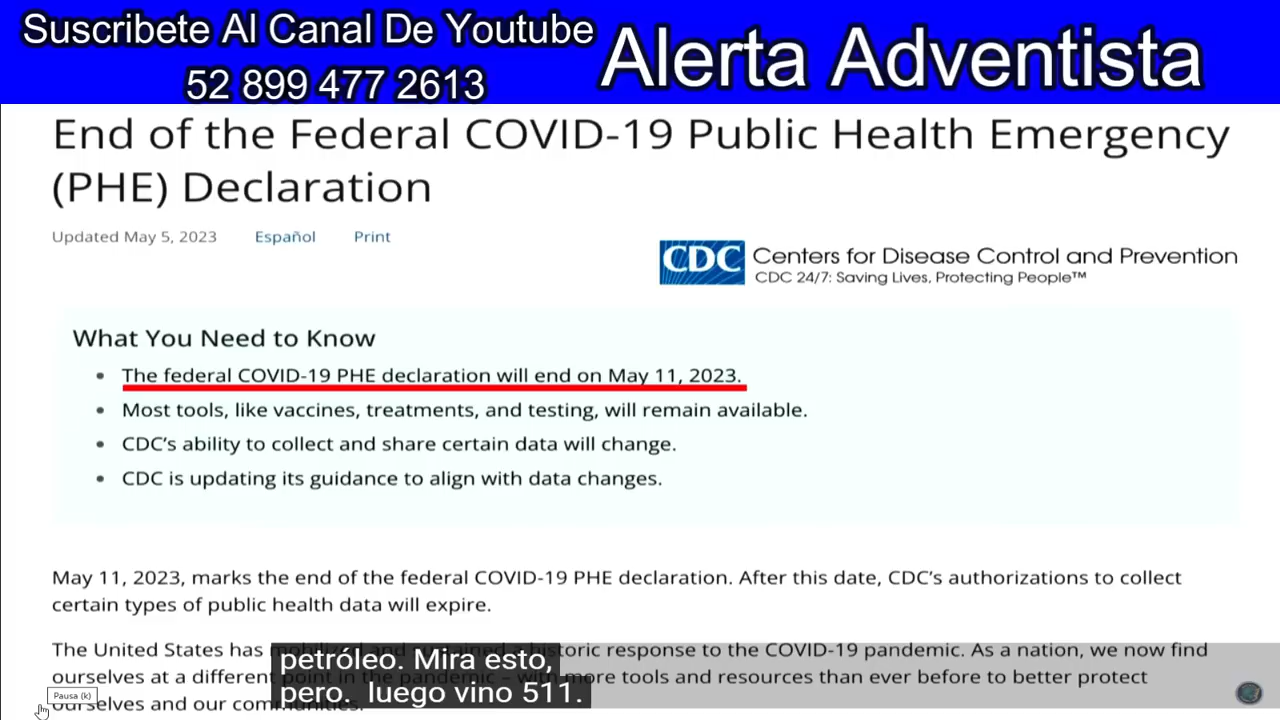 Suscribete Al Canal De Youtube
52 899 477 2613
Alerta Adventista
End of the Federal COVID-19 Public Health Emergency
(PHE) Declaration
Updated May 5, 2023 Español Print
CDC Centers for Disease Control and Prevention
CDC 24/7: Saving Lives, Protecting People™
What You Need to Know
• The federal COVID-19 PHE declaration will end on May 11, 2023.
• Most tools, like vaccines, treatments, and testing, will remain available.
• CDC's ability to collect and share certain data will change.
• CDC is updating its guidance to align with data changes.
May 11, 2023, marks the end of the federal COVID-19 PHE declaration. After this date, CDC's authorizations to collect
certain types of public health data will expire.
The United States has historic response to the COVID-19 pandemic. As a nation, we now find
ourselves at a different point in the pandemic – with more tools and resources than ever before to better protect
ourselves and our communities.
petróleo. Mira esto,
pero. luego vino 511.
Pausa (k)